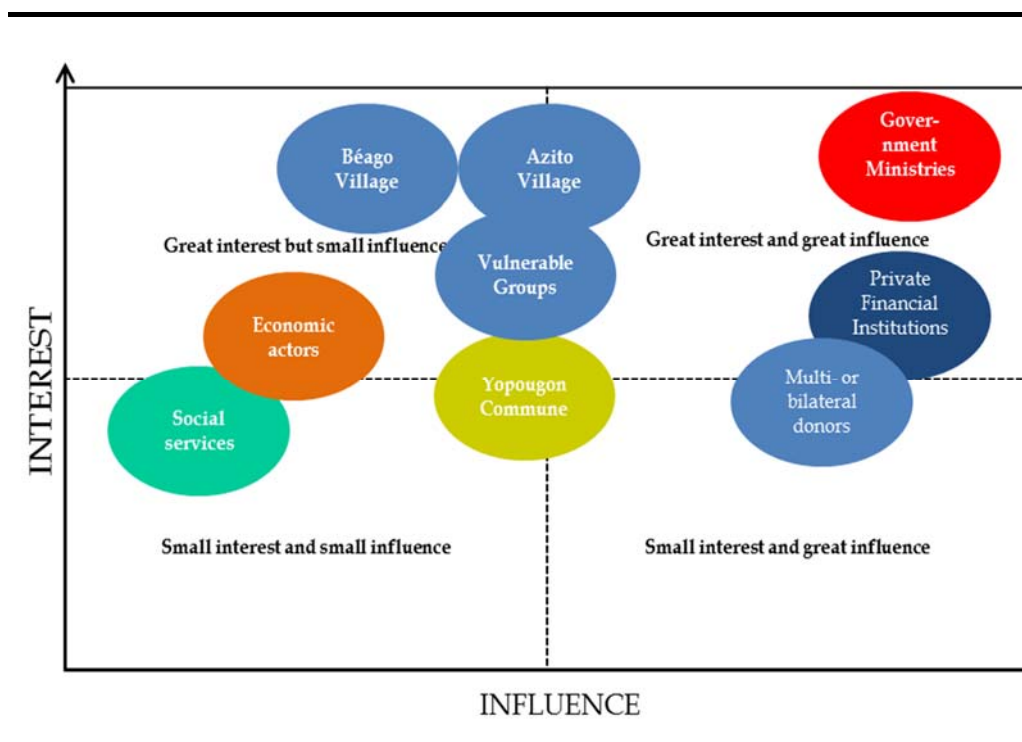 Béago
Village
Azito
Village
Gover-
nment
Ministries
Great interest but small influence
Great interest and great influence
Vulnerable
Groups
Private
Financial
Institutions
Economic
actors
Yopougon
Commune
Multi- or
bilateral
donors
Social
services
INTEREST
Small interest and small influence
Small interest and great influence
INFLUENCE